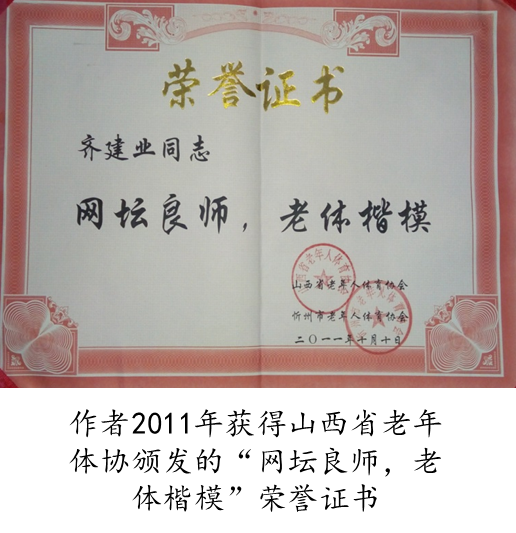 荣誉证书
齐建业同志
网坛良师，老体楷模
山西省老年人体育协会
忻州市老年人体育协会
二〇一一年十月十日
作者2011年获得山西省老年
体协颁发的“网坛良师，老
体楷模”荣誉证书